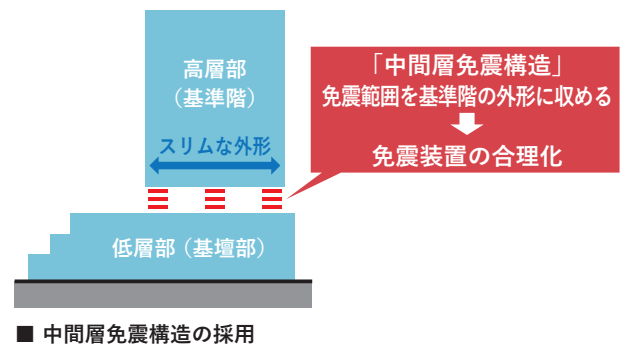 高層部
（基準階）
スリムな外形
「中間層免震構造」
免震範囲を基準階の外形に収める
免震装置の合理化
低層部（基壇部）
■ 中間層免震構造の採用